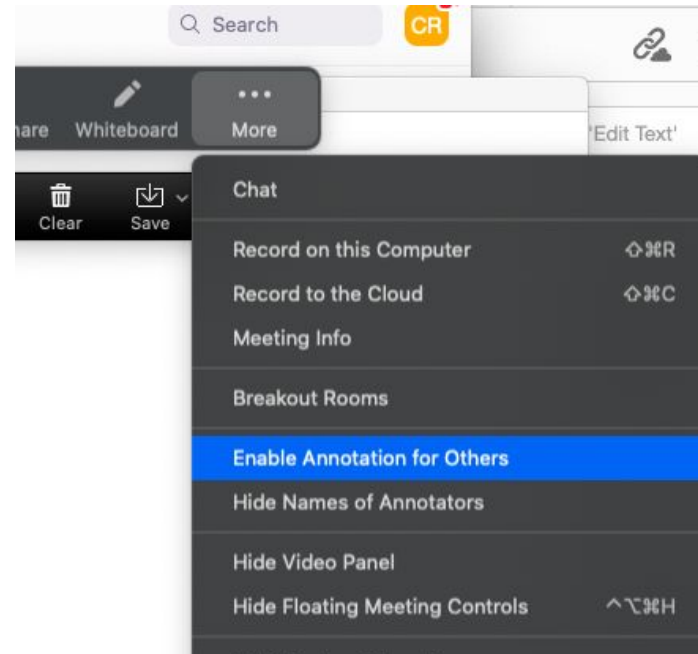 Search
CR
hare
Whiteboard
More
'Edit Text'
Clear
Save
Chat
Record on this Computer ⇧⌘R
Record to the Cloud ⇧⌘C
Meeting Info
Breakout Rooms
Enable Annotation for Others
Hide Names of Annotators
Hide Video Panel
Hide Floating Meeting Controls ^⌥⌘H